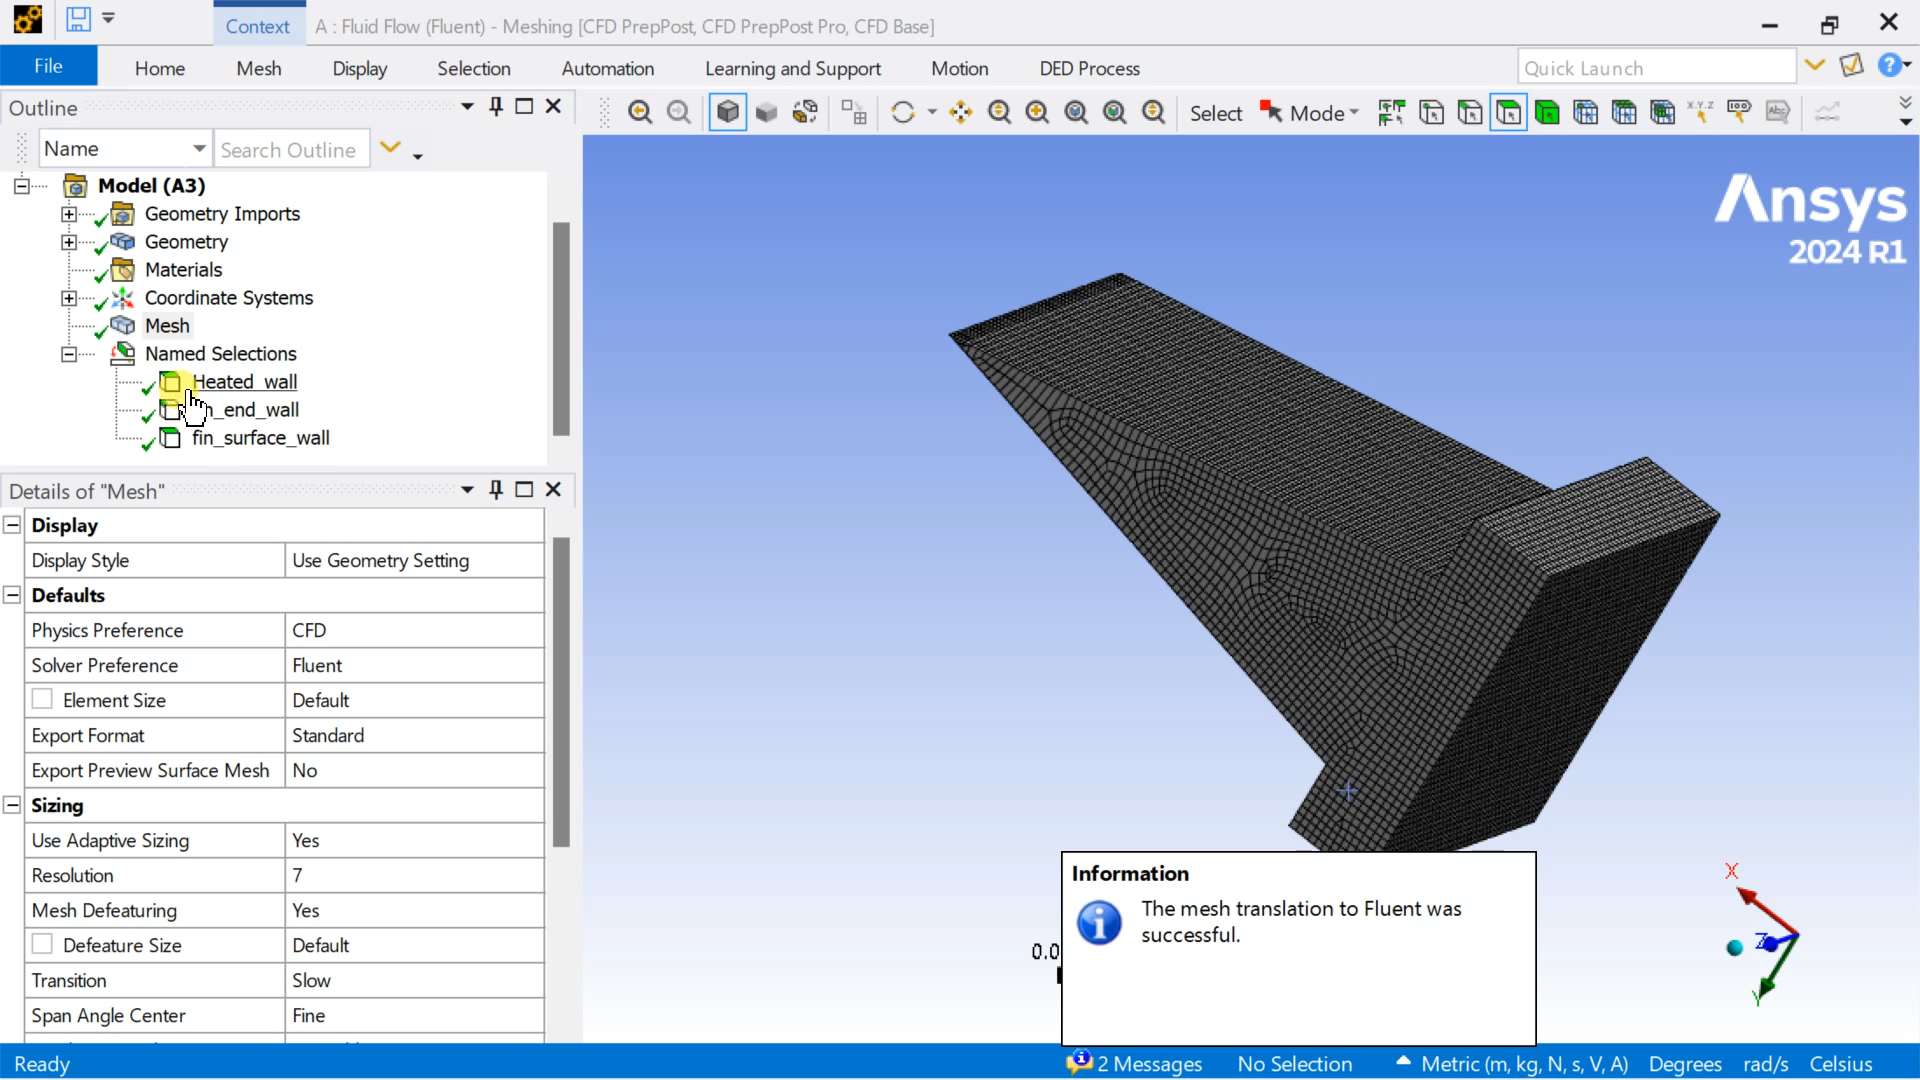 Context
A : Fluid Flow (Fluent) - Meshing [CFD PrepPost, CFD PrepPost Pro, CFD Base]
File
Home
Mesh
Display
Selection
Automation
Learning and Support
Motion
DED Process
Quick Launch
Outline
Select
Mode
Name
Search Outline
Model (A3)
Geometry Imports
Geometry
Materials
Coordinate Systems
Mesh
Named Selections
Heated_wall
_end_wall
fin_surface_wall
Ansys
2024 R1
Details of "Mesh"
Display
Display Style Use Geometry Setting
Defaults
Physics Preference CFD
Solver Preference Fluent
Element Size Default
Export Format Standard
Export Preview Surface Mesh No
Sizing
Use Adaptive Sizing Yes
Resolution 7
Mesh Defeaturing Yes
Defeature Size Default
Transition Slow
Span Angle Center Fine
0.0
Information
The mesh translation to Fluent was
successful.
X
Z
Y
Ready
2 Messages
No Selection
Metric (m, kg, N, s, V, A)
Degrees
rad/s
Celsius